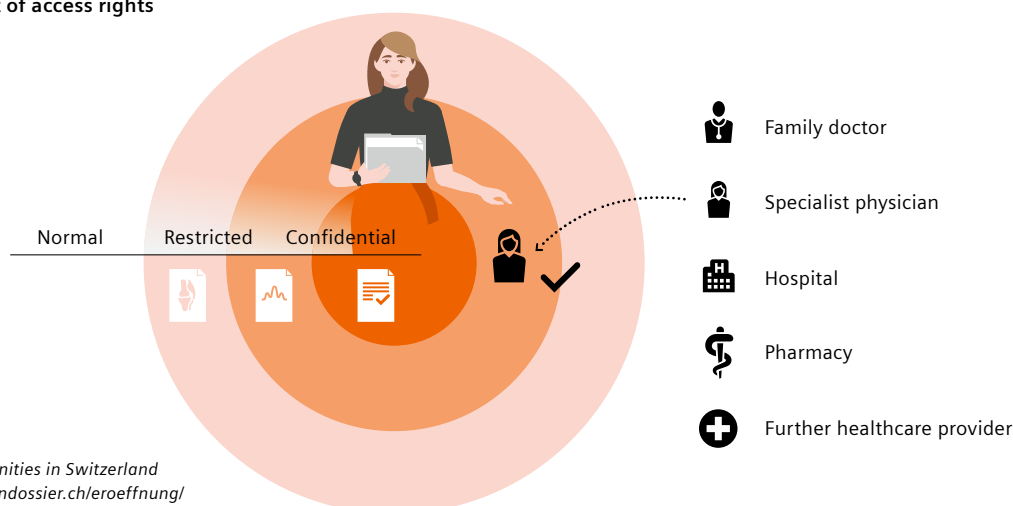 of access rights
Normal
Restricted
Confidential
Family doctor
Specialist physician
Hospital
Pharmacy
Further healthcare provider
in Switzerland
ndossier.ch/eroeffnung/